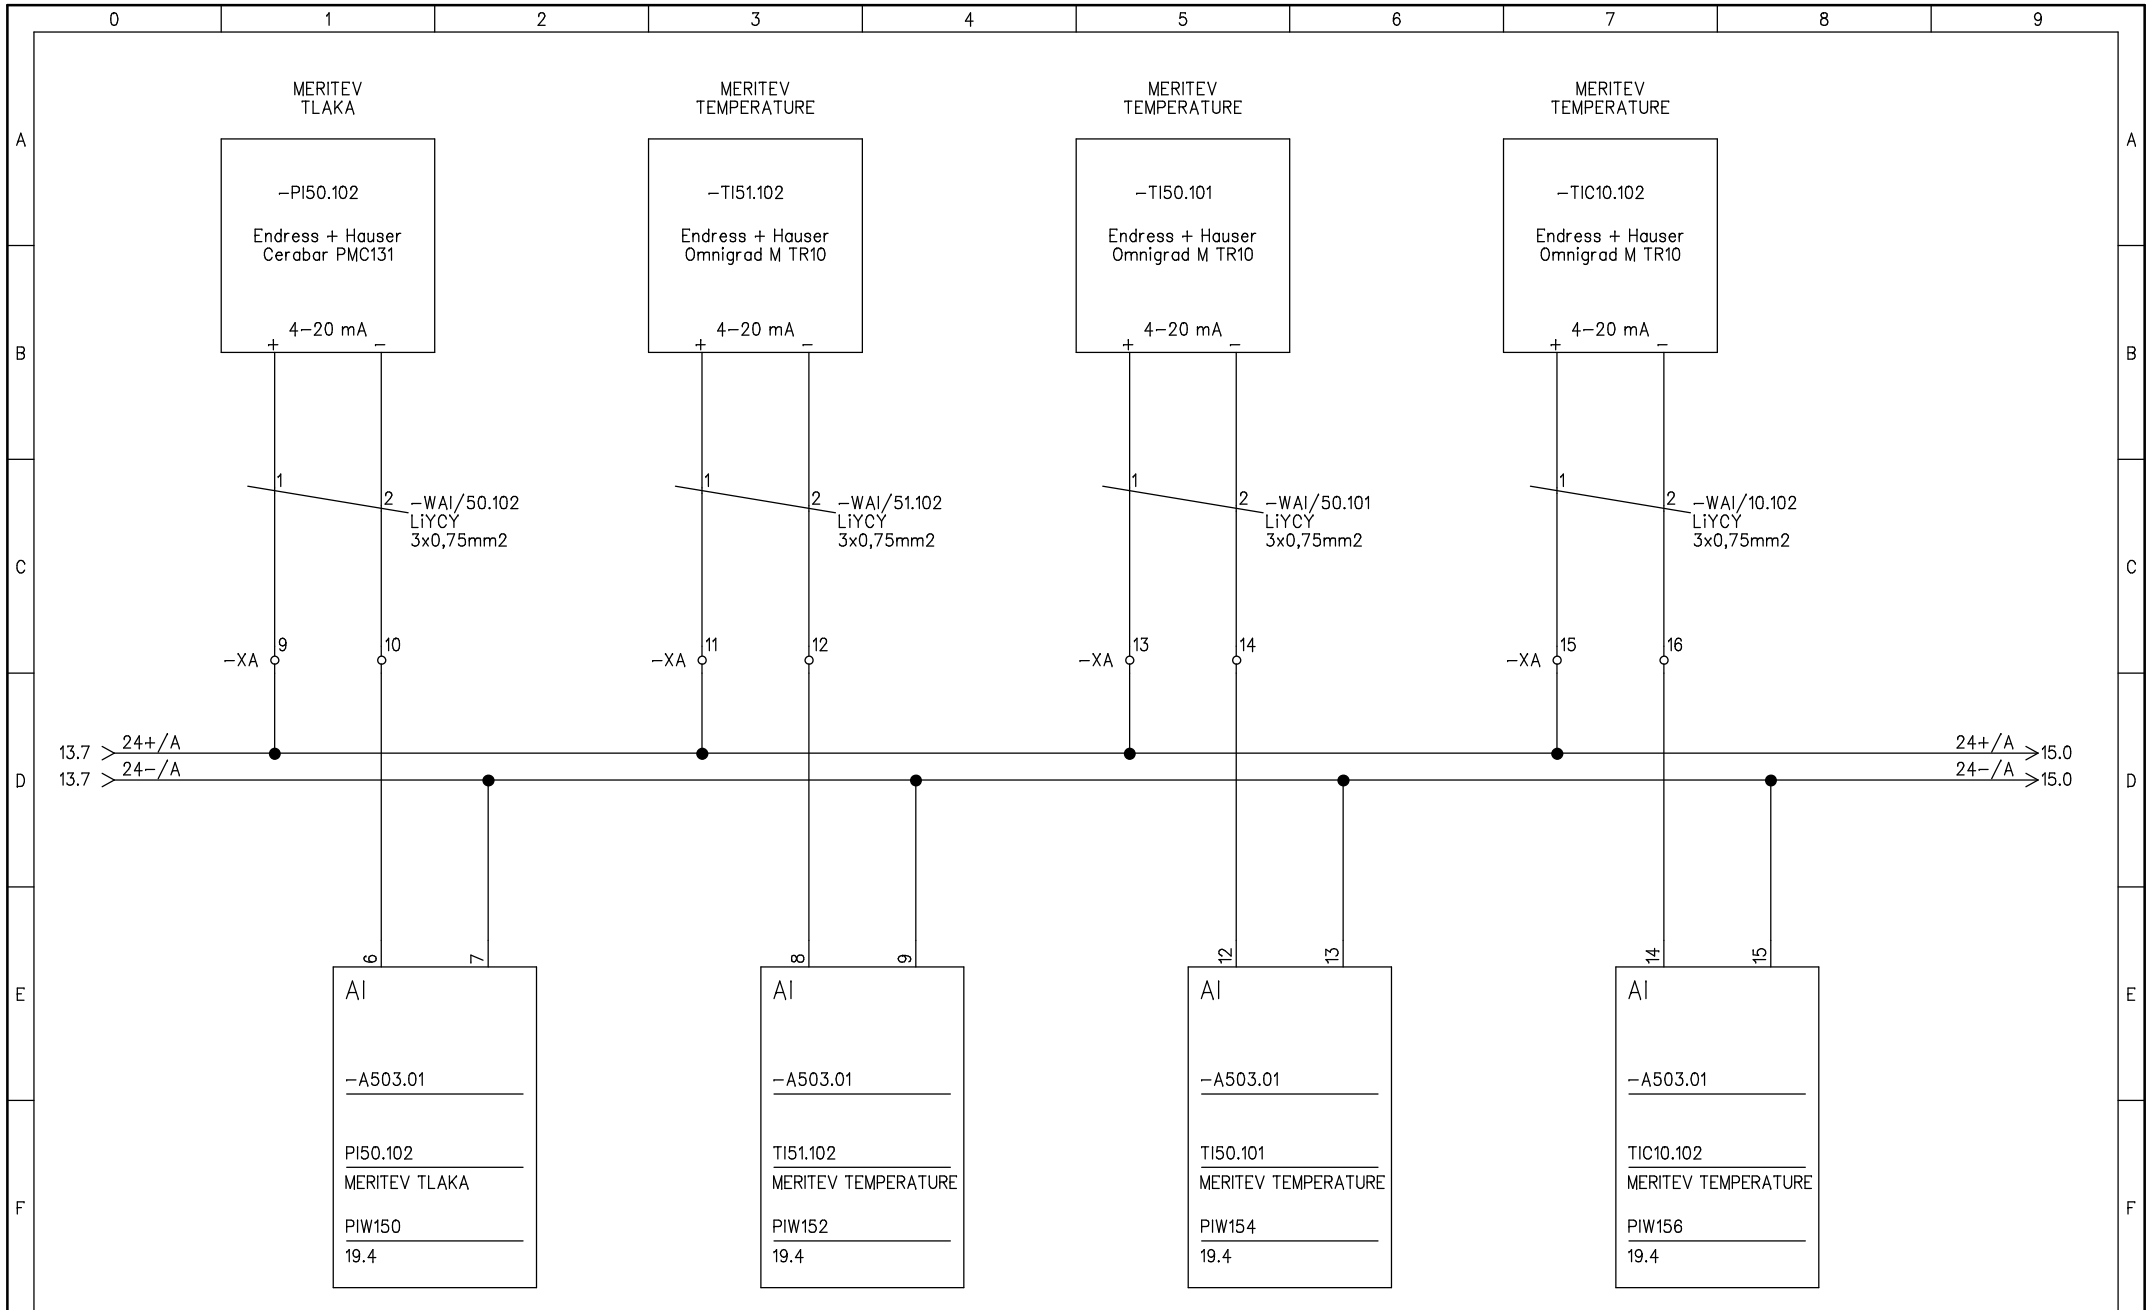 0 1 2 3 4 5 6 7 8 9
MERITEV
TLAKA
MERITEV
TEMPERATURE
MERITEV
TEMPERATURE
MERITEV
TEMPERATURE
A A
-PI50.102
Endress + Hauser
Cerabar PMC131
4-20 mA
+ -
-TI51.102
Endress + Hauser
Omnigrad M TR10
4-20 mA
+ -
-TI50.101
Endress + Hauser
Omnigrad M TR10
4-20 mA
+ -
-TIC10.102
Endress + Hauser
Omnigrad M TR10
4-20 mA
+ -
B B
1 2 -WAI/50.102
LiYCY
3x0,75mm2
1 2 -WAI/51.102
LiYCY
3x0,75mm2
1 2 -WAI/50.101
LiYCY
3x0,75mm2
1 2 -WAI/10.102
LiYCY
3x0,75mm2
C C
-XA 9 10
-XA 11 12
-XA 13 14
-XA 15 16
13.7 24+/A 24+/A 15.0
13.7 24-/A 24-/A 15.0
D D
6 7 8 9 12 13 14 15
E E
AI
-A503.01
PI50.102
MERITEV TLAKA
PIW150
19.4
AI
-A503.01
TI51.102
MERITEV TEMPERATURE
PIW152
19.4
AI
-A503.01
TI50.101
MERITEV TEMPERATURE
PIW154
19.4
AI
-A503.01
TIC10.102
MERITEV TEMPERATURE
PIW156
19.4
F F